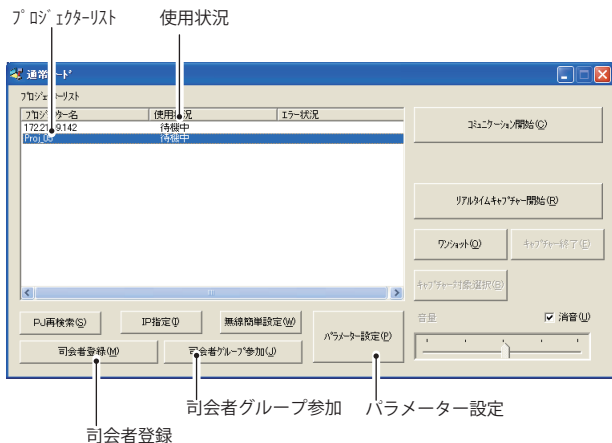 プロジェクターリスト 使用状況
通常モード
プロジェクターリスト
プロジェクター名 使用状況 エラー状況
172.21.59.142 待機中
待機中
コミュニケーション開始(C)
リアルタイムキャプチャー開始(R)
ワンショット(O) キャプチャー終了(E)
キャプチャー対象選択(B)
PJ再検索(S) IP指定(I) 無線簡単設定(W)
パラメーター設定(P)
音量 消音(U)
司会者登録(M) 司会者グループ参加(J)
司会者グループ参加 パラメーター設定
司会者登録